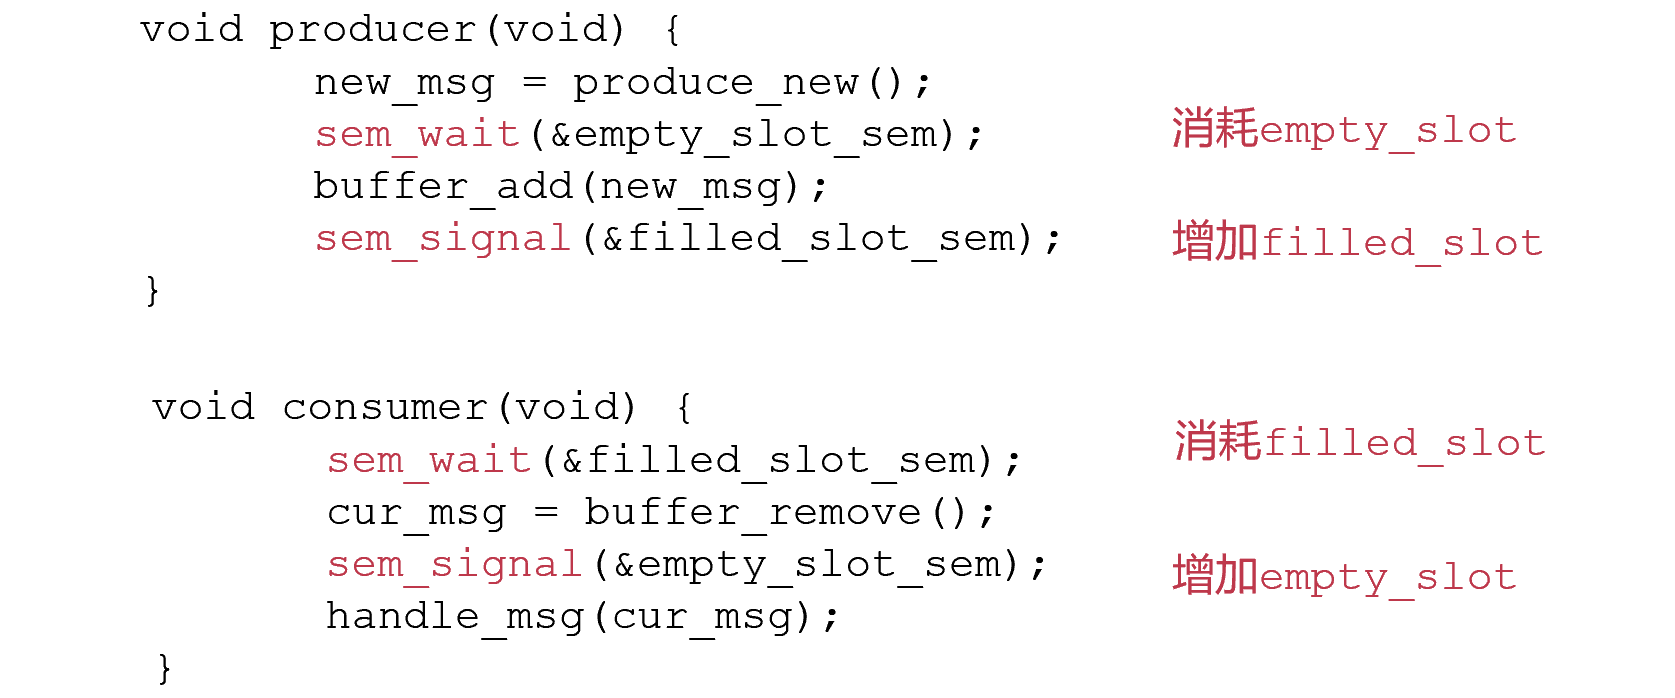 void producer(void) {
new_msg = produce_new();
sem_wait(&empty_slot_sem); 消耗empty_slot
buffer_add(new_msg);
sem_signal(&filled_slot_sem); 增加filled_slot
}
void consumer(void) {
sem_wait(&filled_slot_sem); 消耗filled_slot
cur_msg = buffer_remove();
sem_signal(&empty_slot_sem); 增加empty_slot
handle_msg(cur_msg);
}